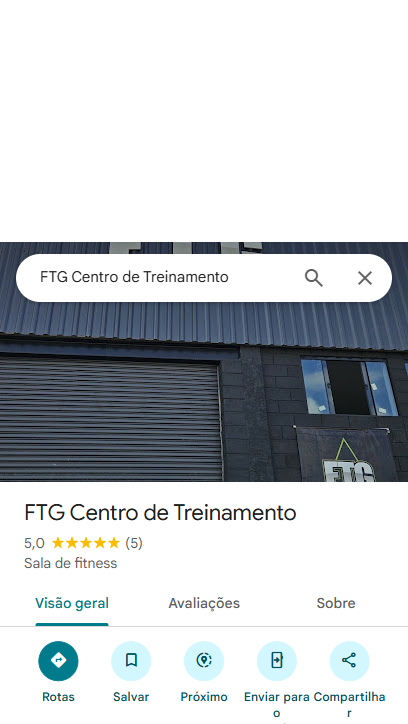 FTG Centro de Treinamento
FTG
FTG Centro de Treinamento
5,0 (5)
Sala de fitness
Visão geral
Avaliações
Sobre
Rotas
Salvar
Próximo
Enviar para
o
Compartilha
r